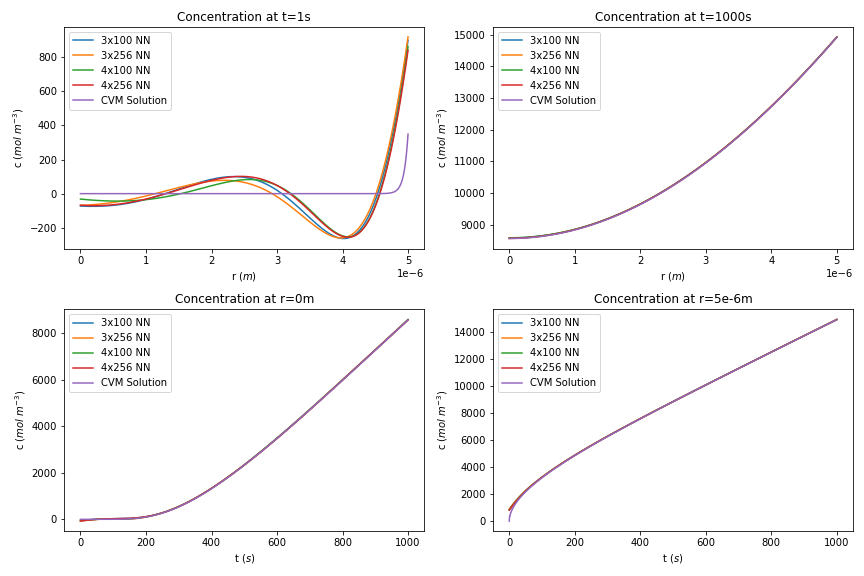 Concentration at t=1s
c (mol m⁻³)
800
600
400
200
0
−200
3x100 NN
3x256 NN
4x100 NN
4x256 NN
CVM Solution
0 1 2 3 4 5
1e−6
r (m)
Concentration at t=1000s
c (mol m⁻³)
15000
14000
13000
12000
11000
10000
9000
3x100 NN
3x256 NN
4x100 NN
4x256 NN
CVM Solution
0 1 2 3 4 5
1e−6
r (m)
Concentration at r=0m
c (mol m⁻³)
8000
6000
4000
2000
0
3x100 NN
3x256 NN
4x100 NN
4x256 NN
CVM Solution
0 200 400 600 800 1000
t (s)
Concentration at r=5e-6m
c (mol m⁻³)
14000
12000
10000
8000
6000
4000
2000
0
3x100 NN
3x256 NN
4x100 NN
4x256 NN
CVM Solution
0 200 400 600 800 1000
t (s)